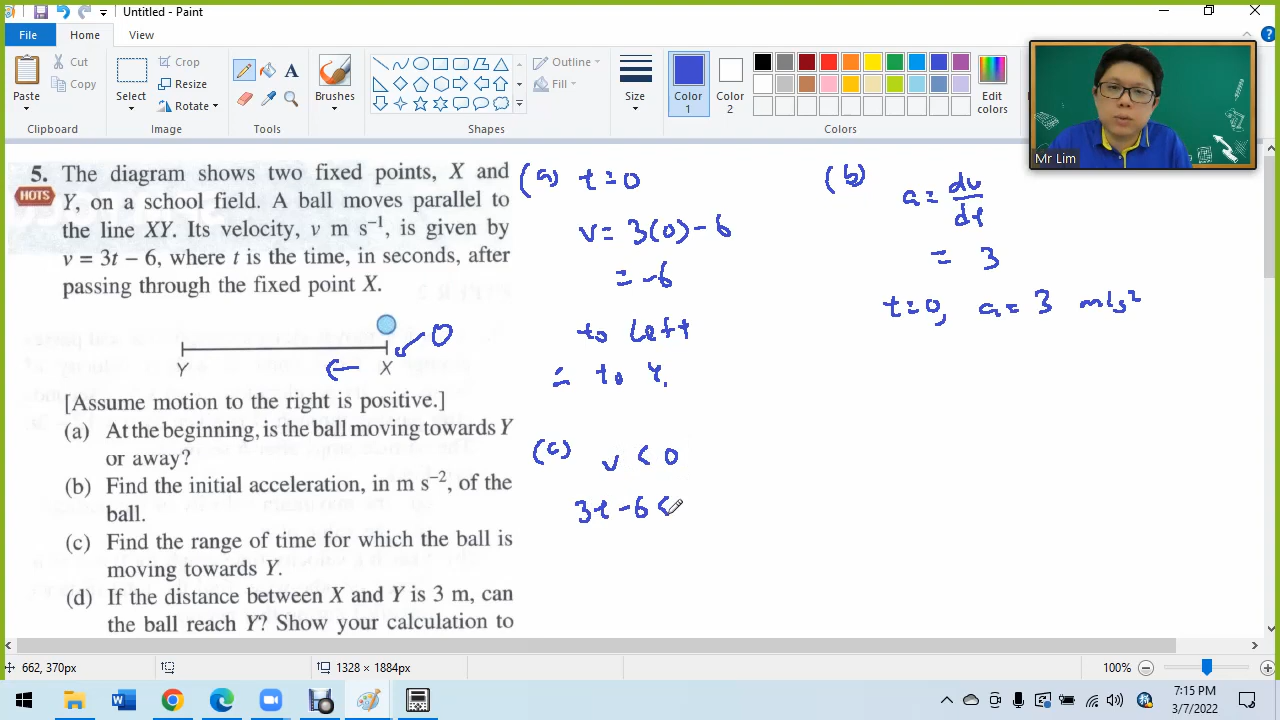 Untitled - Paint
File
Home
View
Paste
Cut
Copy
Clipboard
Select
Crop
Resize
Rotate
Image
A
Tools
Brushes
Shapes
Outline
Fill
Size
Color 1
Color 2
Colors
Edit colors
Mr Lim
5. The diagram shows two fixed points, X and
HOTS
Y, on a school field. A ball moves parallel to
the line XY. Its velocity, v m s⁻¹, is given by
v = 3t − 6, where t is the time, in seconds, after
passing through the fixed point X.
0
Y
X
[Assume motion to the right is positive.]
(a) At the beginning, is the ball moving towards Y
or away?
(b) Find the initial acceleration, in m s⁻², of the
ball.
(c) Find the range of time for which the ball is
moving towards Y.
(d) If the distance between X and Y is 3 m, can
the ball reach Y? Show your calculation to
(a) t=0
v= 3(0)-6
= -6
to left
= to Y.
(b)
a = dv/dt
= 3
t=0, a= 3 m/s²
(c) v < 0
3t -6 <
662, 370px
1328 × 1884px
100%
7:15 PM
3/7/2022